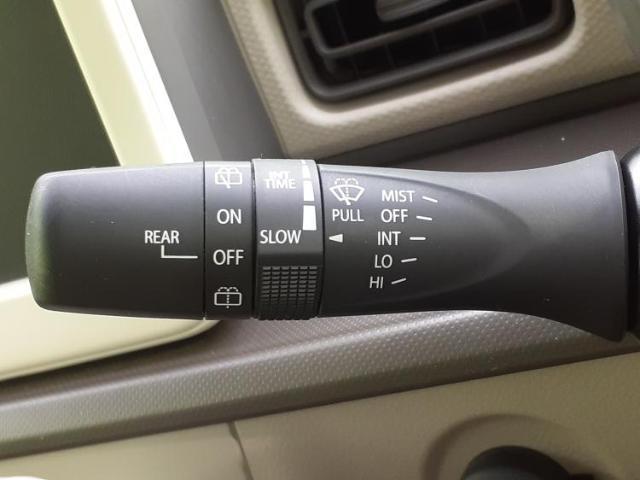 REAR
ON
OFF
INT
TIME
SLOW
PULL
MIST
OFF
INT
LO
HI